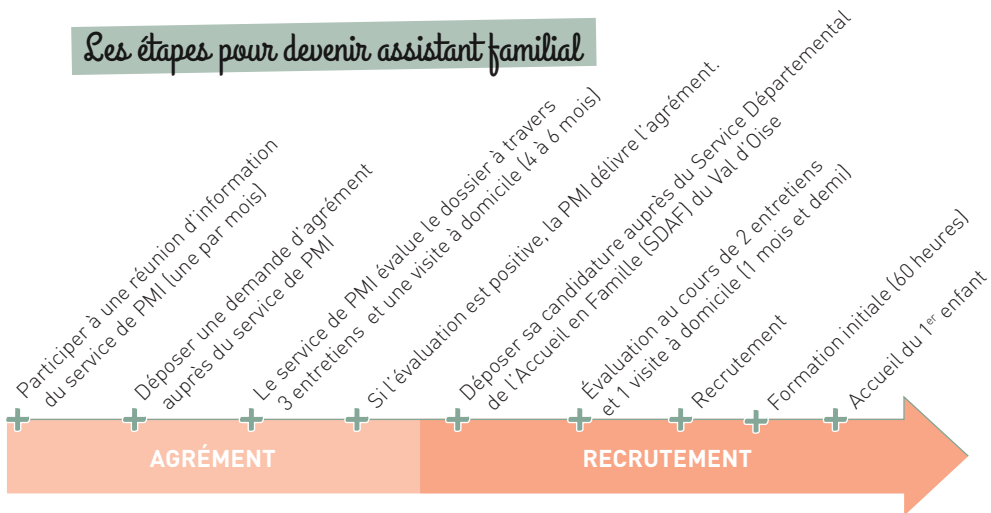 Les étapes pour devenir assistant familial
Participer à une réunion d'information
du service de PMI (une par mois)
Déposer une demande d'agrément
auprès du service de PMI
Le service de PMI évalue le dossier à travers
3 entretiens et une visite à domicile (4 à 6 mois)
Si l'évaluation est positive, la PMI délivre l'agrément.
Déposer sa candidature auprès du Service Départemental
de l'Accueil en Famille (SDAF) du Val d'Oise
Évaluation au cours de 2 entretiens
et 1 visite à domicile (1 mois et demi)
Recrutement
Formation initiale (60 heures)
Accueil du 1er enfant
AGRÉMENT
RECRUTEMENT